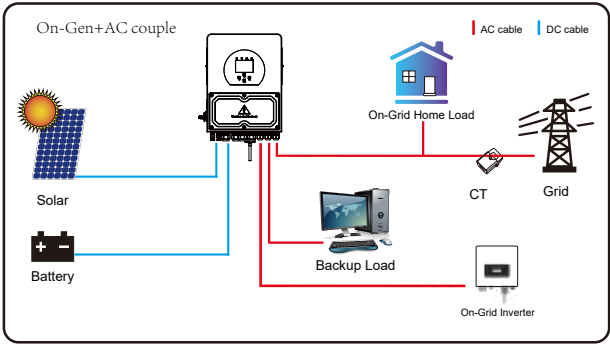 On-Gen+AC couple
AC cable
DC cable
On-Grid Home Load
Solar
CT
Grid
Battery
Backup Load
On-Grid Inverter